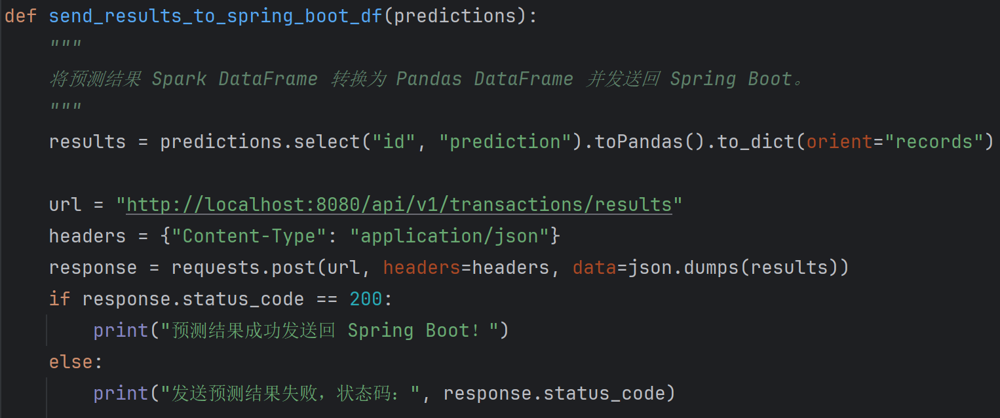 def send_results_to_spring_boot_df(predictions):
    """
    将预测结果 Spark DataFrame 转换为 Pandas DataFrame 并发送回 Spring Boot。
    """
    results = predictions.select("id", "prediction").toPandas().to_dict(orient="records")

    url = "http://localhost:8080/api/v1/transactions/results"
    headers = {"Content-Type": "application/json"}
    response = requests.post(url, headers=headers, data=json.dumps(results))
    if response.status_code == 200:
        print("预测结果成功发送回 Spring Boot！")
    else:
        print("发送预测结果失败，状态码：", response.status_code)